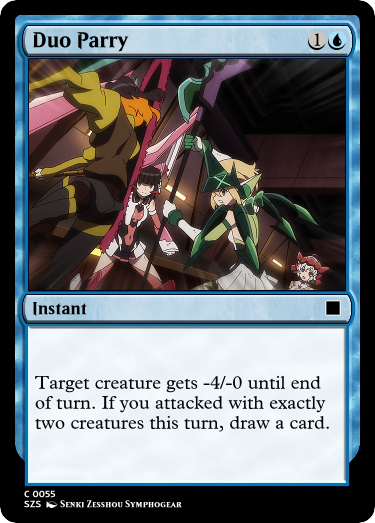 Duo Parry 1
Instant
Target creature gets -4/-0 until end
of turn. If you attacked with exactly
two creatures this turn, draw a card.
C 0055
SZS Senki Zesshou Symphogear